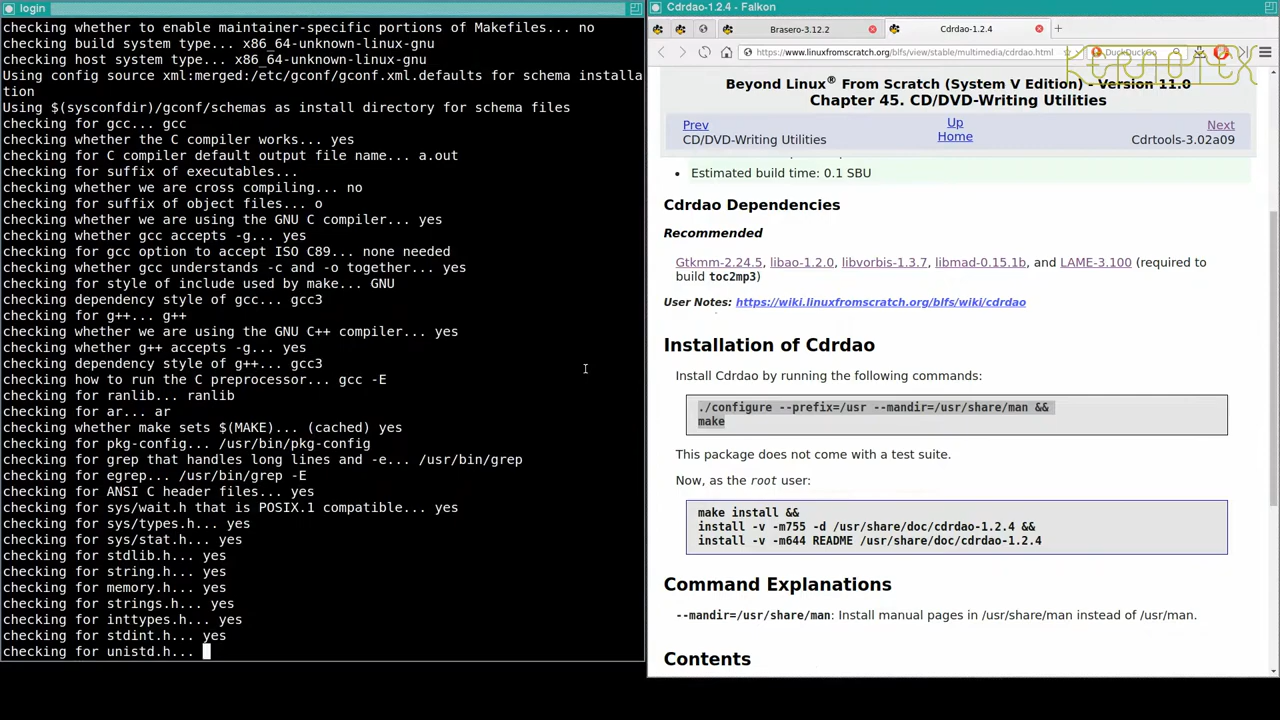 login
checking whether to enable maintainer-specific portions of Makefiles... no
checking build system type... x86_64-unknown-linux-gnu
checking host system type... x86_64-unknown-linux-gnu
Using config source xml:merged:/etc/gconf/gconf.xml.defaults for schema installa
tion
Using $(sysconfdir)/gconf/schemas as install directory for schema files
checking for gcc... gcc
checking whether the C compiler works... yes
checking for C compiler default output file name... a.out
checking for suffix of executables...
checking whether we are cross compiling... no
checking for suffix of object files... o
checking whether we are using the GNU C compiler... yes
checking whether gcc accepts -g... yes
checking for gcc option to accept ISO C89... none needed
checking whether gcc understands -c and -o together... yes
checking for style of include used by make... GNU
checking dependency style of gcc... gcc3
checking for g++... g++
checking whether we are using the GNU C++ compiler... yes
checking whether g++ accepts -g... yes
checking dependency style of g++... gcc3
checking how to run the C preprocessor... gcc -E
checking for ranlib... ranlib
checking for ar... ar
checking whether make sets $(MAKE)... (cached) yes
checking for pkg-config... /usr/bin/pkg-config
checking for grep that handles long lines and -e... /usr/bin/grep
checking for egrep... /usr/bin/grep -E
checking for ANSI C header files... yes
checking for sys/wait.h that is POSIX.1 compatible... yes
checking for sys/types.h... yes
checking for sys/stat.h... yes
checking for stdlib.h... yes
checking for string.h... yes
checking for memory.h... yes
checking for strings.h... yes
checking for inttypes.h... yes
checking for stdint.h... yes
checking for unistd.h...
Cdrdao-1.2.4 - Falkon
Brasero-3.12.2
Cdrdao-1.2.4
https://www.linuxfromscratch.org/blfs/view/stable/multimedia/cdrdao.html
DuckDuckGo
KERNOTEX
Beyond Linux® From Scratch (System V Edition) - Version 11.0
Chapter 45. CD/DVD-Writing Utilities
Prev
Up
Next
CD/DVD-Writing Utilities
Home
Cdrtools-3.02a09
Estimated build time: 0.1 SBU
Cdrdao Dependencies
Recommended
Gtkmm-2.24.5, libao-1.2.0, libvorbis-1.3.7, libmad-0.15.1b, and LAME-3.100 (required to
build toc2mp3)
User Notes: https://wiki.linuxfromscratch.org/blfs/wiki/cdrdao
Installation of Cdrdao
Install Cdrdao by running the following commands:
./configure --prefix=/usr --mandir=/usr/share/man &&
make
This package does not come with a test suite.
Now, as the root user:
make install &&
install -v -m755 -d /usr/share/doc/cdrdao-1.2.4 &&
install -v -m644 README /usr/share/doc/cdrdao-1.2.4
Command Explanations
--mandir=/usr/share/man: Install manual pages in /usr/share/man instead of /usr/man.
Contents